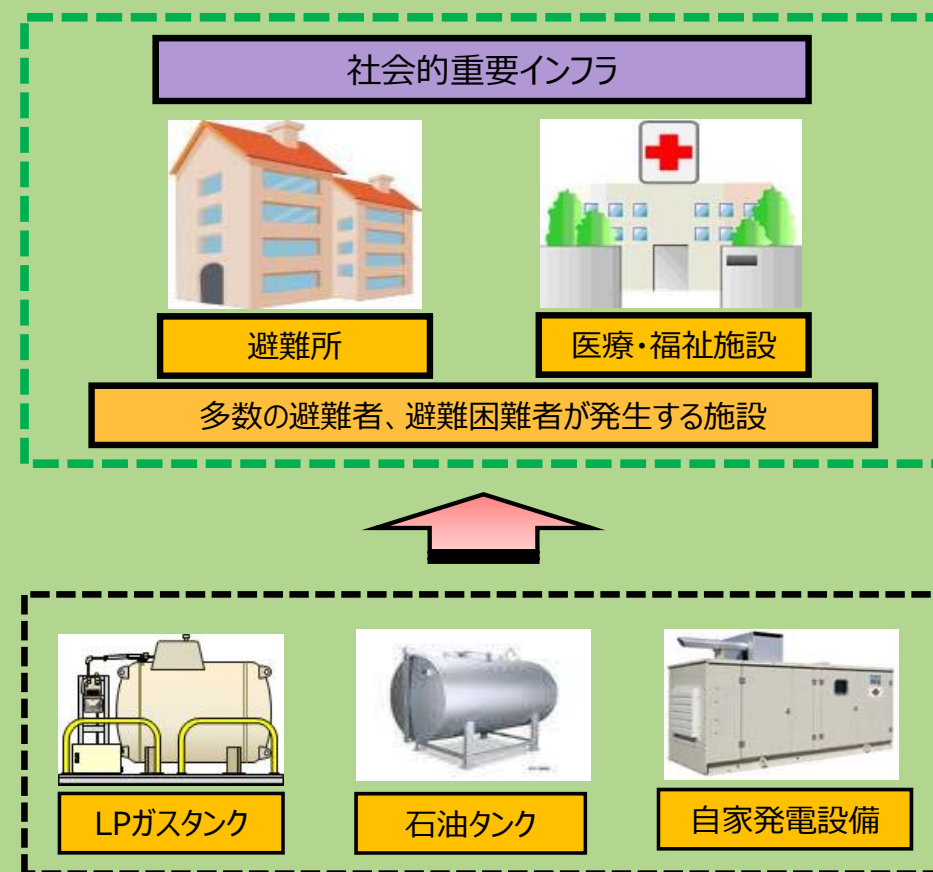 社会的重要インフラ
避難所
医療・福祉施設
多数の避難者、避難困難者が発生する施設
LPガスタンク
石油タンク
自家発電設備